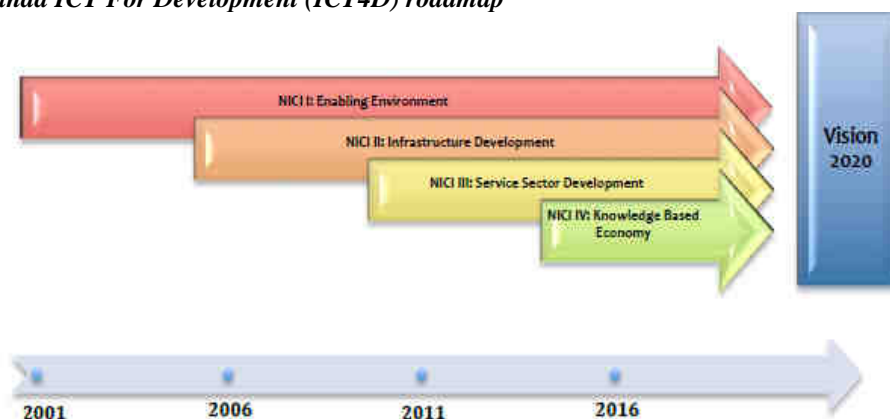 ICT For Development (ICT4D) roadmap
NICI I: Enabling Environment
NICI II: Infrastructure Development
NICI III: Service Sector Development
NICI IV: Knowledge Based
Economy
Vision
2020
2001
2006
2011
2016